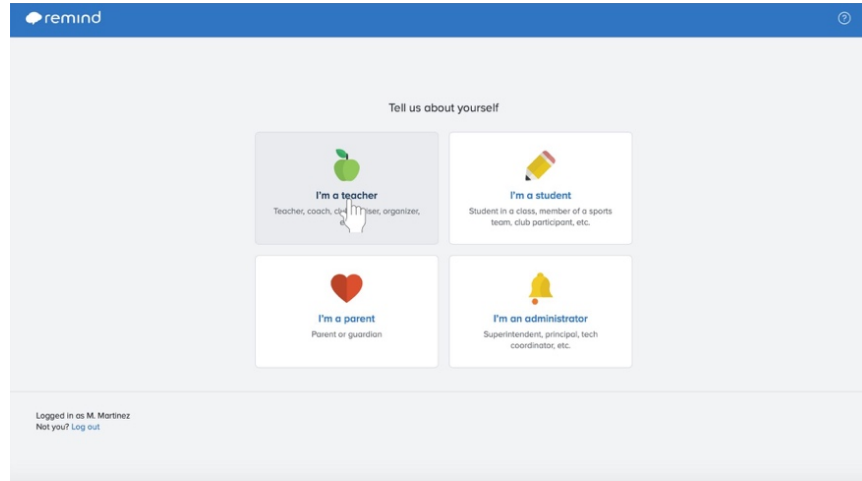 remind
Tell us about yourself
I'm a teacher
Teacher, coach, organizer,
I'm a student
Student in a class, member of a sports
team, club participant, etc.
I'm a parent
Parent or guardian
I'm an administrator
Superintendent, principal, tech
coordinator, etc.
Logged in as M. Martinez
Not you? Log out